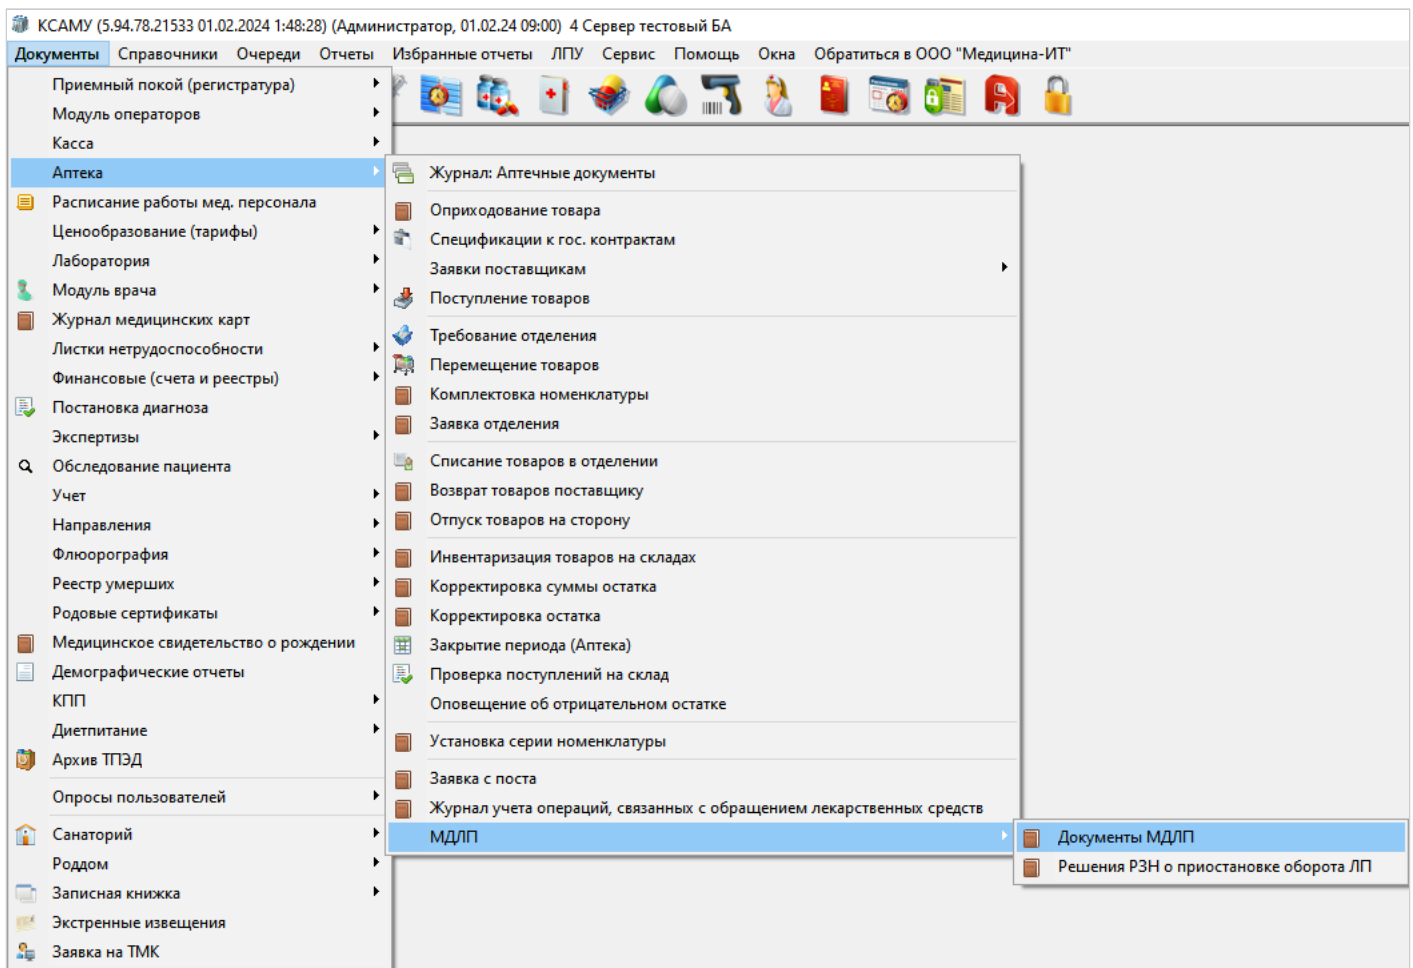 КСАМУ (5.94.78.21533 01.02.2024 1:48:28) (Администратор, 01.02.24 09:00) 4 Сервер тестовый БА
Документы Справочники Очереди Отчеты Избранные отчеты ЛПУ Сервис Помощь Окна Обратиться в ООО "Медицина-ИТ"
Приемный покой (регистратура)
Модуль операторов
Касса
Аптека
Расписание работы мед. персонала
Ценообразование (тарифы)
Лаборатория
Модуль врача
Журнал медицинских карт
Листки нетрудоспособности
Финансовые (счета и реестры)
Постановка диагноза
Экспертизы
Обследование пациента
Учет
Направления
Флюорография
Реестр умерших
Родовые сертификаты
Медицинское свидетельство о рождении
Демографические отчеты
КПП
Диетпитание
Архив ТПЭД
Опросы пользователей
Санаторий
Роддом
Записная книжка
Экстренные извещения
Заявка на ТМК
Журнал: Аптечные документы
Оприходование товара
Спецификации к гос. контрактам
Заявки поставщикам
Поступление товаров
Требование отделения
Перемещение товаров
Комплектовка номенклатуры
Заявка отделения
Списание товаров в отделении
Возврат товаров поставщику
Отпуск товаров на сторону
Инвентаризация товаров на складах
Корректировка суммы остатка
Корректировка остатка
Закрытие периода (Аптека)
Проверка поступлений на склад
Оповещение об отрицательном остатке
Установка серии номенклатуры
Заявка с поста
Журнал учета операций, связанных с обращением лекарственных средств
МДЛП
Документы МДЛП
Решения РЗН о приостановке оборота ЛП